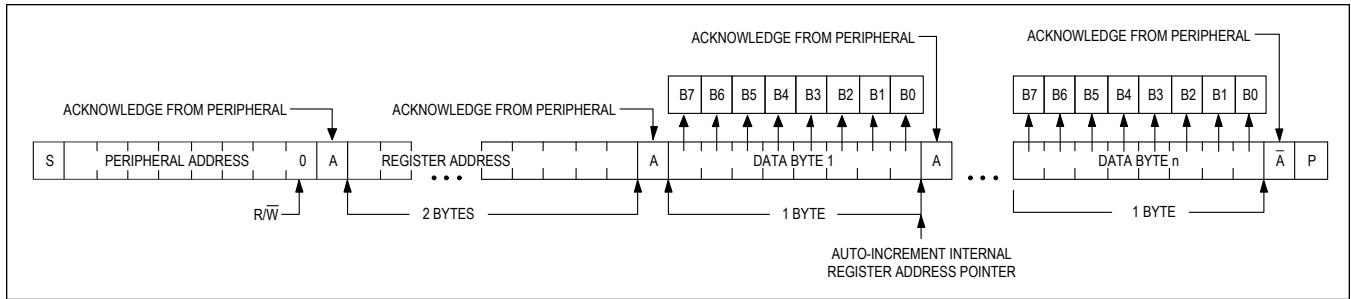 ACKNOWLEDGE FROM PERIPHERAL
ACKNOWLEDGE FROM PERIPHERAL
B7 B6 B5 B4 B3 B2 B1 B0
B7 B6 B5 B4 B3 B2 B1 B0
ACKNOWLEDGE FROM PERIPHERAL
ACKNOWLEDGE FROM PERIPHERAL
S PERIPHERAL ADDRESS 0 A REGISTER ADDRESS A DATA BYTE 1 A DATA BYTE n A̅ P
R/W̅
2 BYTES
1 BYTE
1 BYTE
AUTO-INCREMENT INTERNAL
REGISTER ADDRESS POINTER